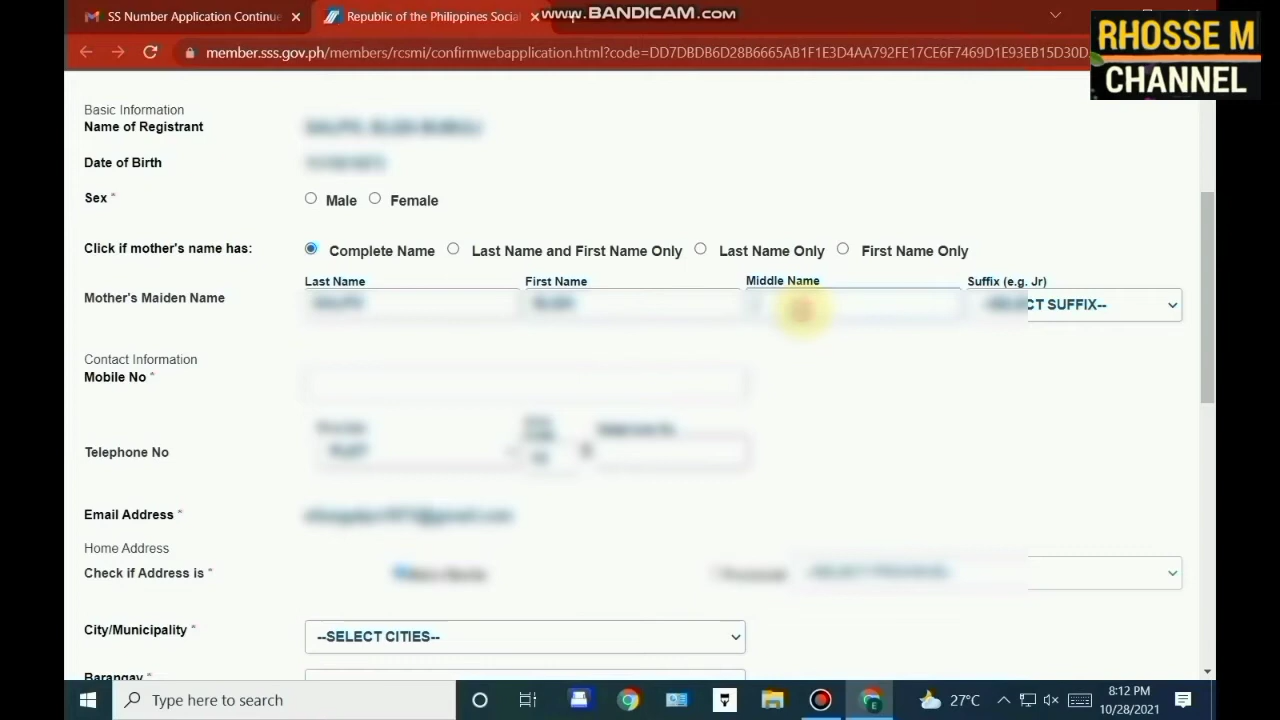 SS Number Application Continue
Republic of the Philippines Social
www.BANDICAM.com
member.sss.gov.ph/members/rcsmi/confirmwebapplication.html?code=DD7DBDB6D28B6665AB1F1E3D4AA792FE17CE6F7469D1E93EB15D30D
RHOSSE M
CHANNEL
Basic Information
Name of Registrant
Date of Birth
Sex *
Male Female
Click if mother's name has:
Complete Name Last Name and First Name Only Last Name Only First Name Only
Last Name First Name Middle Name Suffix (e.g. Jr)
Mother's Maiden Name
--SELECT SUFFIX--
Contact Information
Mobile No *
Telephone No
Email Address *
Home Address
Check if Address is *
City/Municipality *
--SELECT CITIES--
Barangay *
Type here to search
27°C
8:12 PM
10/28/2021